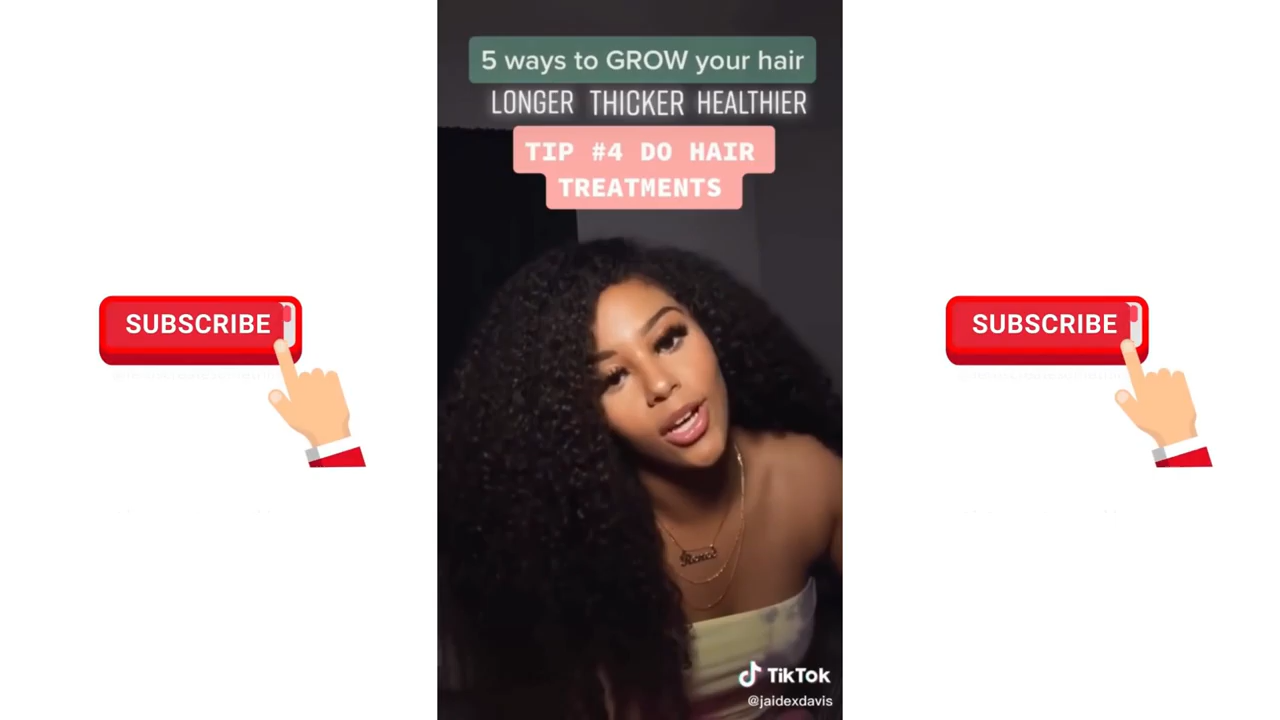 5 ways to GROW your hair
LONGER THICKER HEALTHIER
TIP #4 DO HAIR
TREATMENTS
SUBSCRIBE
SUBSCRIBE
TikTok
@jaidexdavis